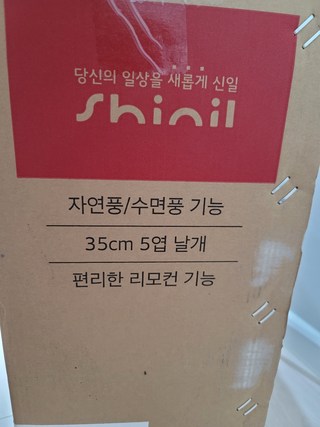 당신의 일상을 새롭게 신일
Shinil
자연풍/수면풍 기능
35cm 5엽 날개
편리한 리모컨 기능